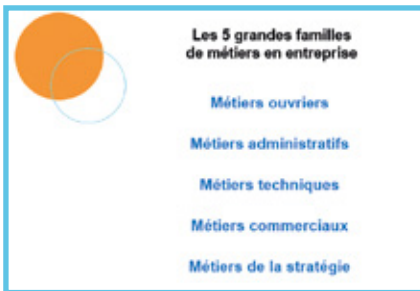 Les 5 grandes familles
de métiers en entreprise
Métiers ouvriers
Métiers administratifs
Métiers techniques
Métiers commerciaux
Métiers de la stratégie